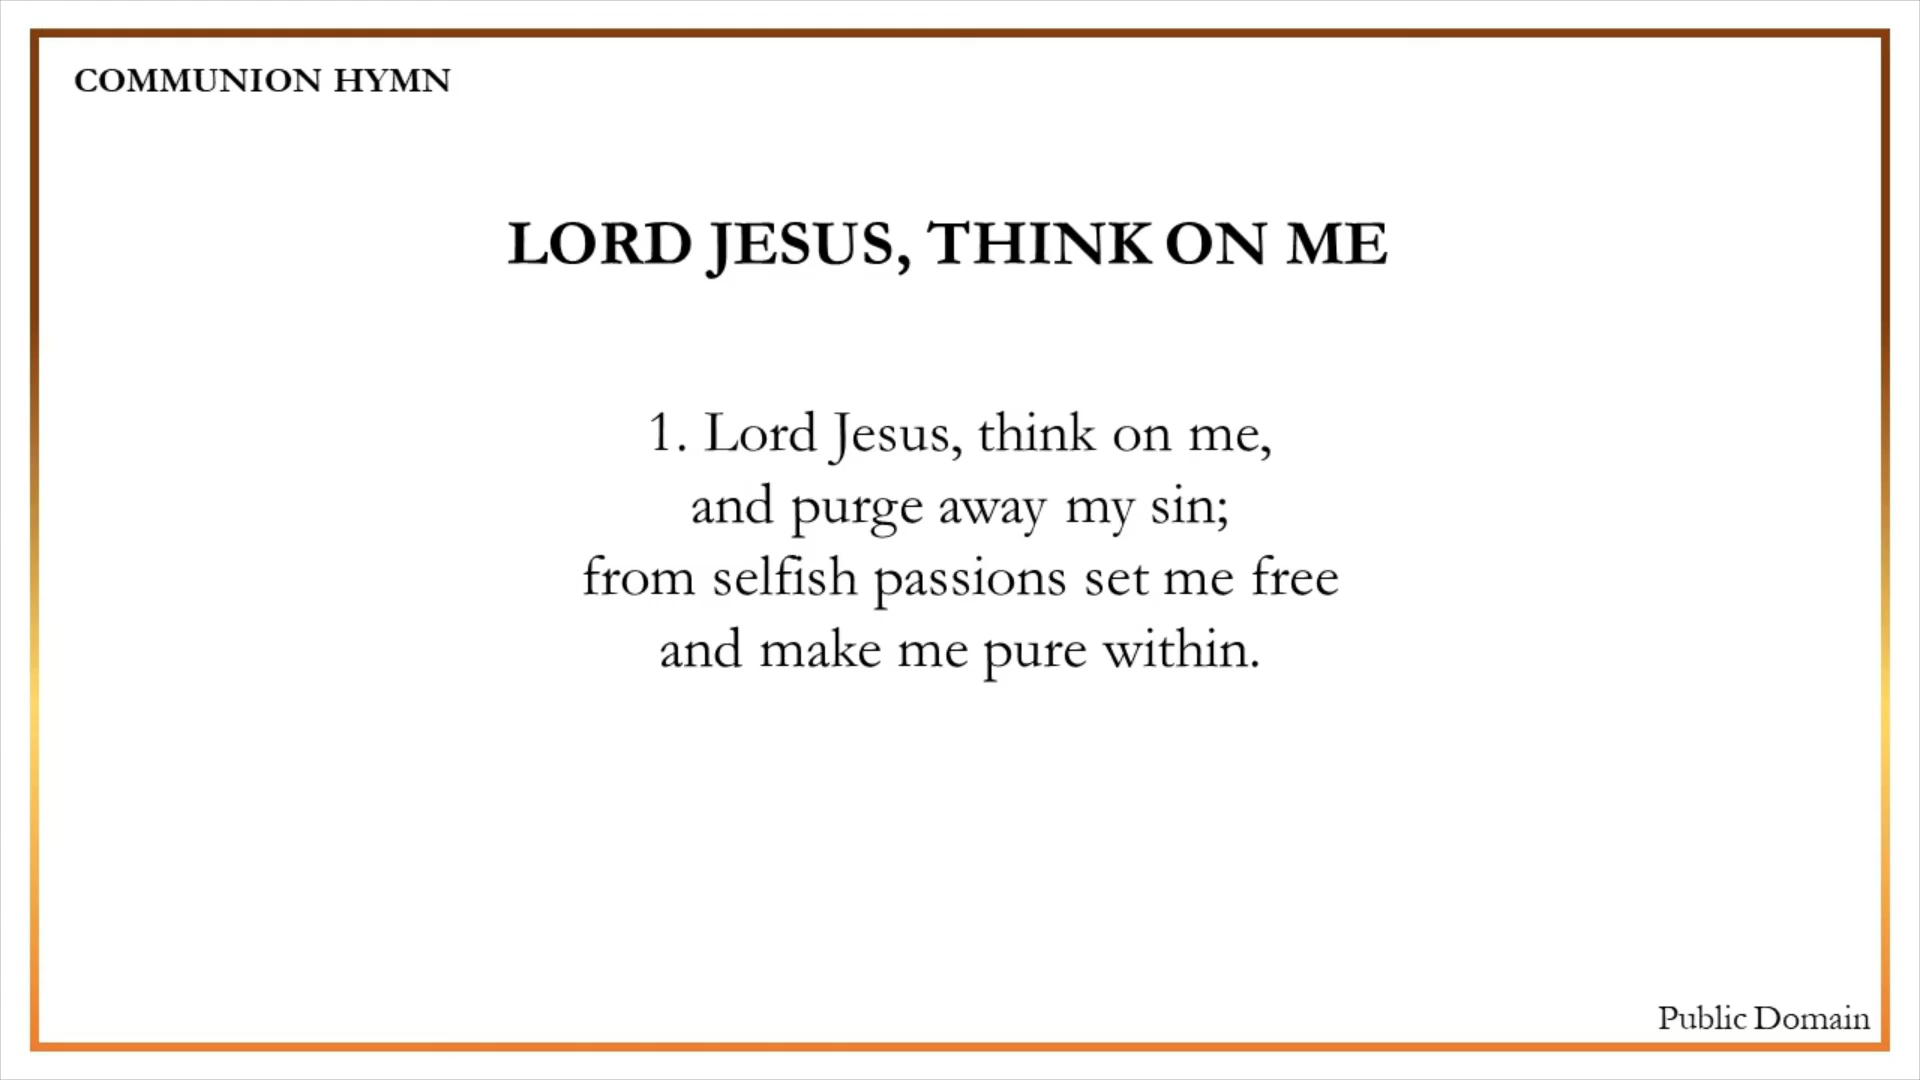 COMMUNION HYMN
LORD JESUS, THINK ON ME
1. Lord Jesus, think on me,
and purge away my sin;
from selfish passions set me free
and make me pure within.
Public Domain